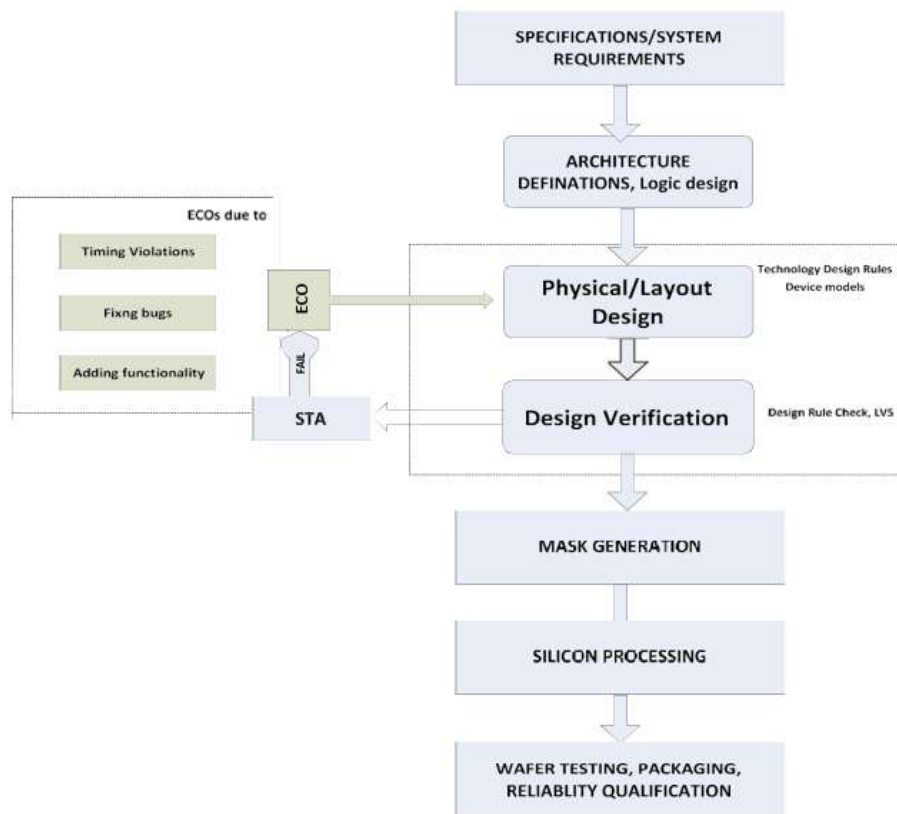 SPECIFICATIONS/SYSTEM
REQUIREMENTS
ARCHITECTURE
DEFINATIONS, Logic design
ECOs due to
Timing Violations
Fixng bugs
Adding functionality
ECO
FAIL
STA
Technology Design Rules
Device models
Physical/Layout
Design
Design Verification
Design Rule Check, LVS
MASK GENERATION
SILICON PROCESSING
WAFER TESTING, PACKAGING,
RELIABLITY QUALIFICATION